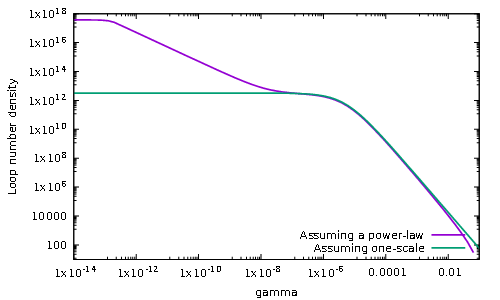 1x10^18
1x10^16
1x10^14
1x10^12
1x10^10
1x10^8
1x10^6
10000
100
Loop number density
Assuming a power-law
Assuming one-scale
1x10^-14 1x10^-12 1x10^-10 1x10^-8 1x10^-6 0.0001 0.01
gamma